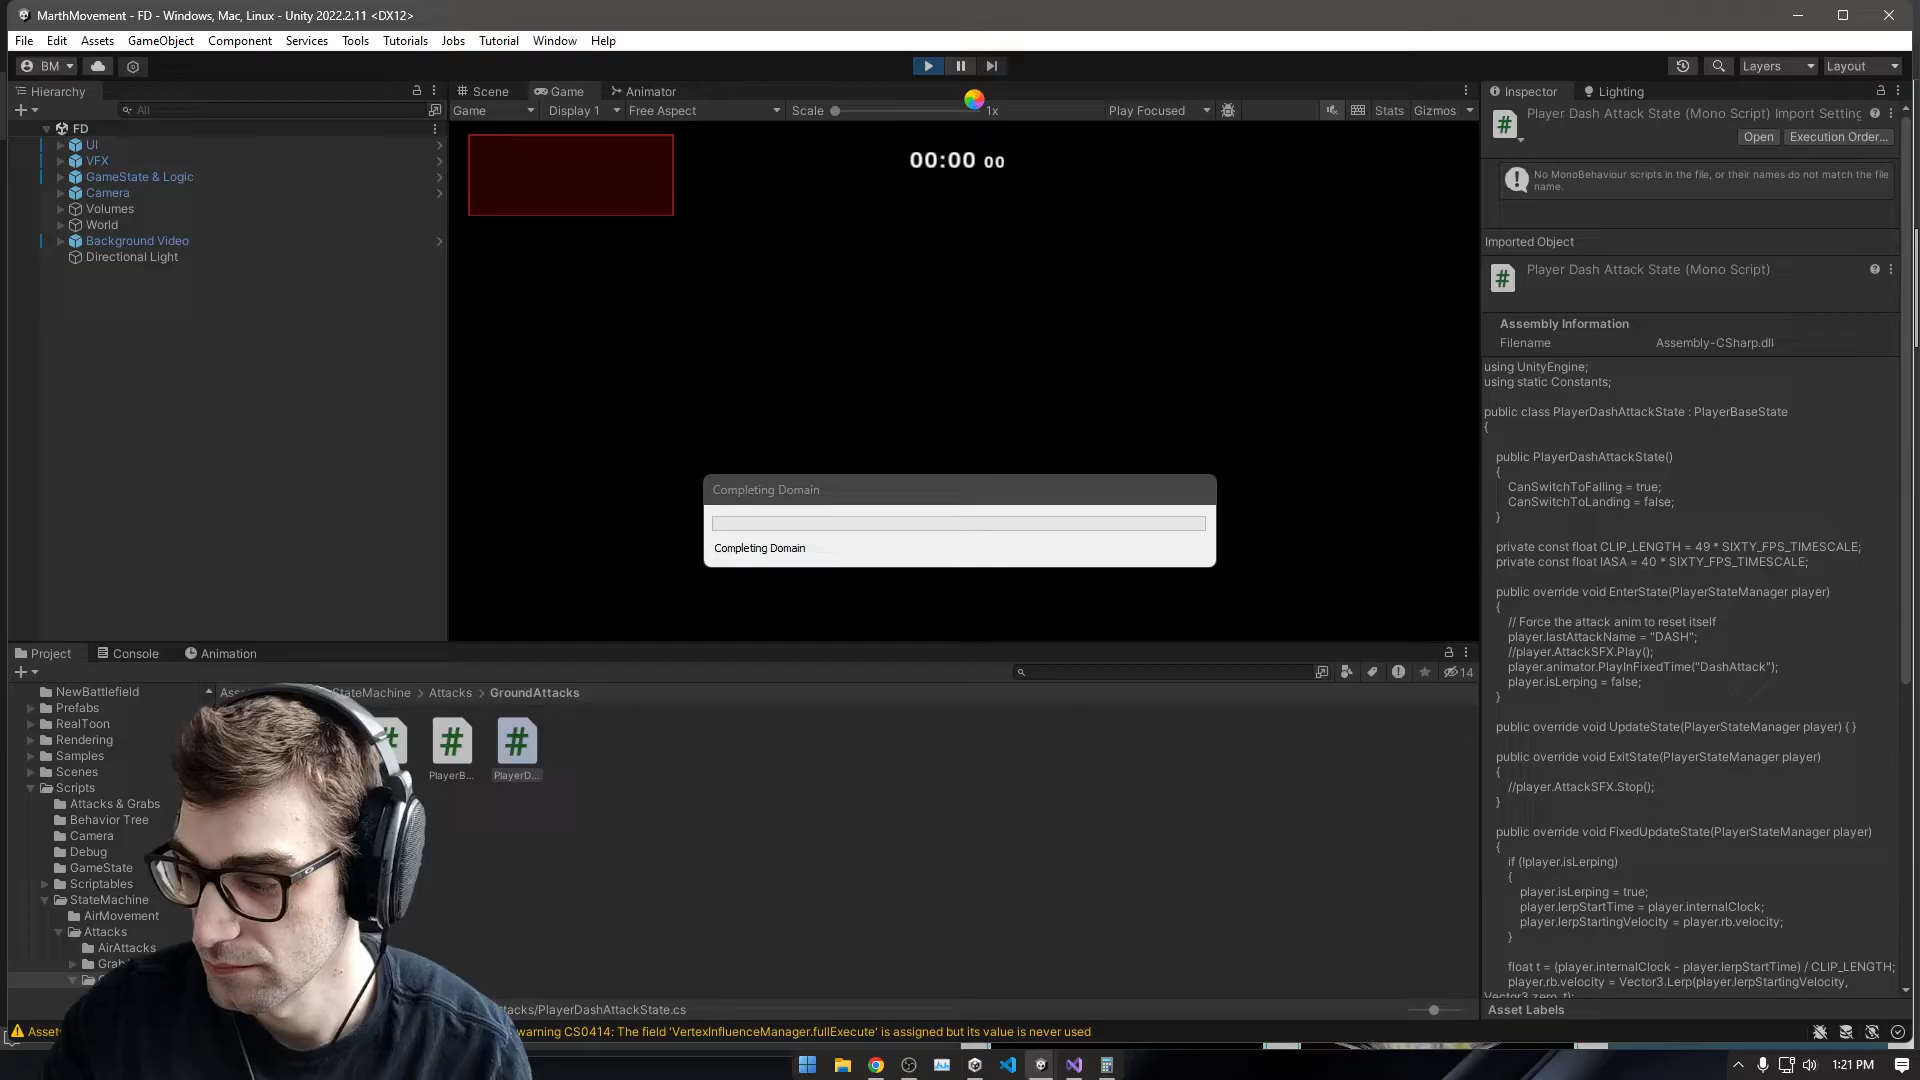 MarthMovement - FD - Windows, Mac, Linux - Unity 2022.2.11 <DX12>
File Edit Assets GameObject Component Services Tools Tutorials Jobs Tutorial Window Help
BM Layers Layout
Hierarchy Scene Game Animator Inspector Lighting
All Game Display 1 Free Aspect Scale 1x Play Focused Stats Gizmos
FD
UI
VFX
GameState & Logic
Camera
Volumes
World
Background Video
Directional Light
00:00 00
Completing Domain
Completing Domain
Player Dash Attack State (Mono Script) Import Setting
Open Execution Order...
No MonoBehaviour scripts in the file, or their names do not match the file
name.
Imported Object
Player Dash Attack State (Mono Script)
Assembly Information
Filename Assembly-CSharp.dll
using UnityEngine;
using static Constants;
public class PlayerDashAttackState : PlayerBaseState
{
public PlayerDashAttackState()
{
CanSwitchToFalling = true;
CanSwitchToLanding = false;
}
private const float CLIP_LENGTH = 49 * SIXTY_FPS_TIMESCALE;
private const float IASA = 40 * SIXTY_FPS_TIMESCALE;
public override void EnterState(PlayerStateManager player)
{
// Force the attack anim to reset itself
player.lastAttackName = "DASH";
//player.AttackSFX.Play();
player.animator.PlayInFixedTime("DashAttack");
player.isLerping = false;
}
public override void UpdateState(PlayerStateManager player) { }
public override void ExitState(PlayerStateManager player)
{
//player.AttackSFX.Stop();
}
public override void FixedUpdateState(PlayerStateManager player)
{
if (!player.isLerping)
{
player.isLerping = true;
player.lerpStartTime = player.internalClock;
player.lerpStartingVelocity = player.rb.velocity;
}
float t = (player.internalClock - player.lerpStartTime) / CLIP_LENGTH;
player.rb.velocity = Vector3.Lerp(player.lerpStartingVelocity,
Vector3.zero, t);
Asset Labels
Project Console Animation
14
NewBattlefield
Prefabs
RealToon
Rendering
Samples
Scenes
Scripts
Attacks & Grabs
Behavior Tree
Camera
Debug
GameState
Scriptables
StateMachine
AirMovement
Attacks
AirAttacks
Grab
StateMachine > Attacks > GroundAttacks
PlayerB... PlayerD...
tacks/PlayerDashAttackState.cs
Assets warning CS0414: The field 'VertexInfluenceManager.fullExecute' is assigned but its value is never used
1:21 PM